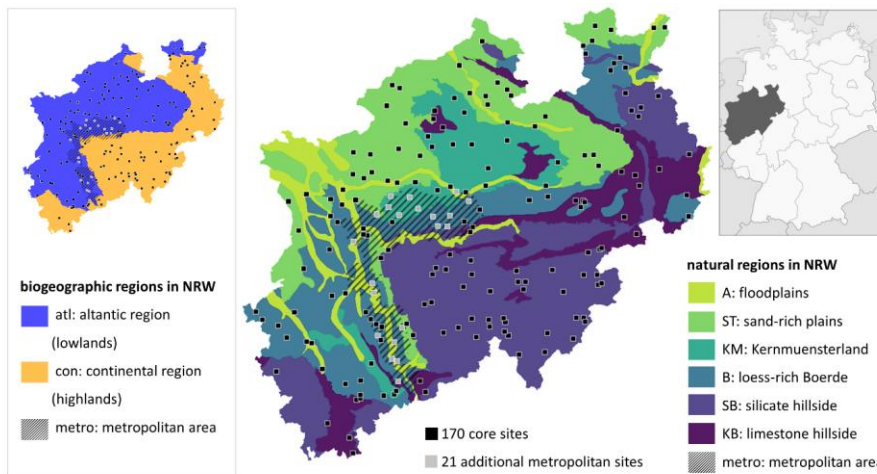 biogeographic regions in NRW
atl: altantic region
(lowlands)
con: continental region
(highlands)
metro: metropolitan area
170 core sites
21 additional metropolitan sites
natural regions in NRW
A: floodplains
ST: sand-rich plains
KM: Kernmuensterland
B: loess-rich Boerde
SB: silicate hillside
KB: limestone hillside
metro: metropolitan area